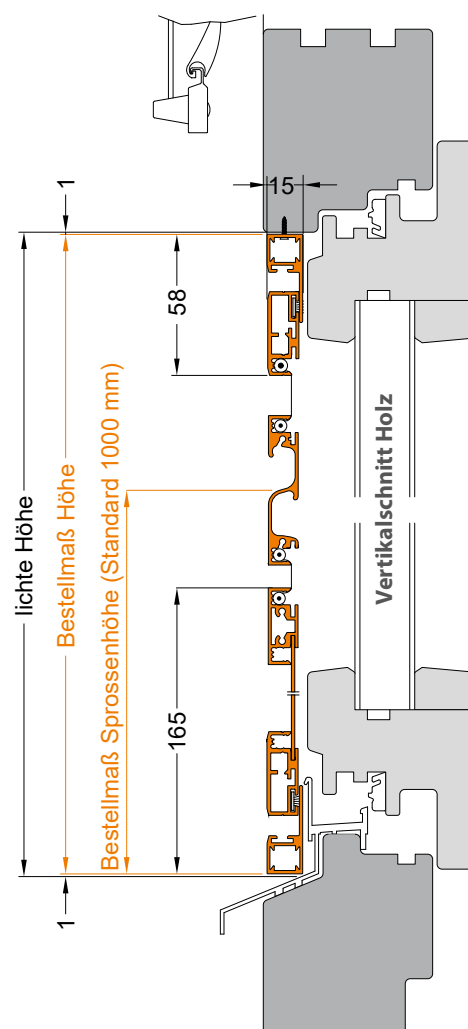 15
1
58
lichte Höhe
Bestellmaß Höhe
Bestellmaß Sprossenhöhe (Standard 1000 mm)
Vertikalschnitt Holz
165
1